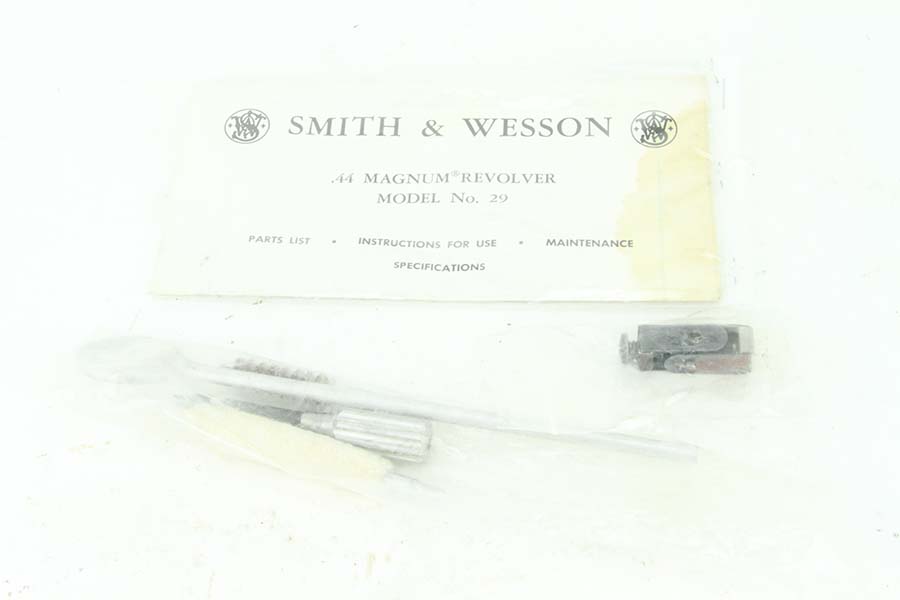 SMITH & WESSON
.44 MAGNUM® REVOLVER
MODEL No. 29
PARTS LIST • INSTRUCTIONS FOR USE • MAINTENANCE
SPECIFICATIONS